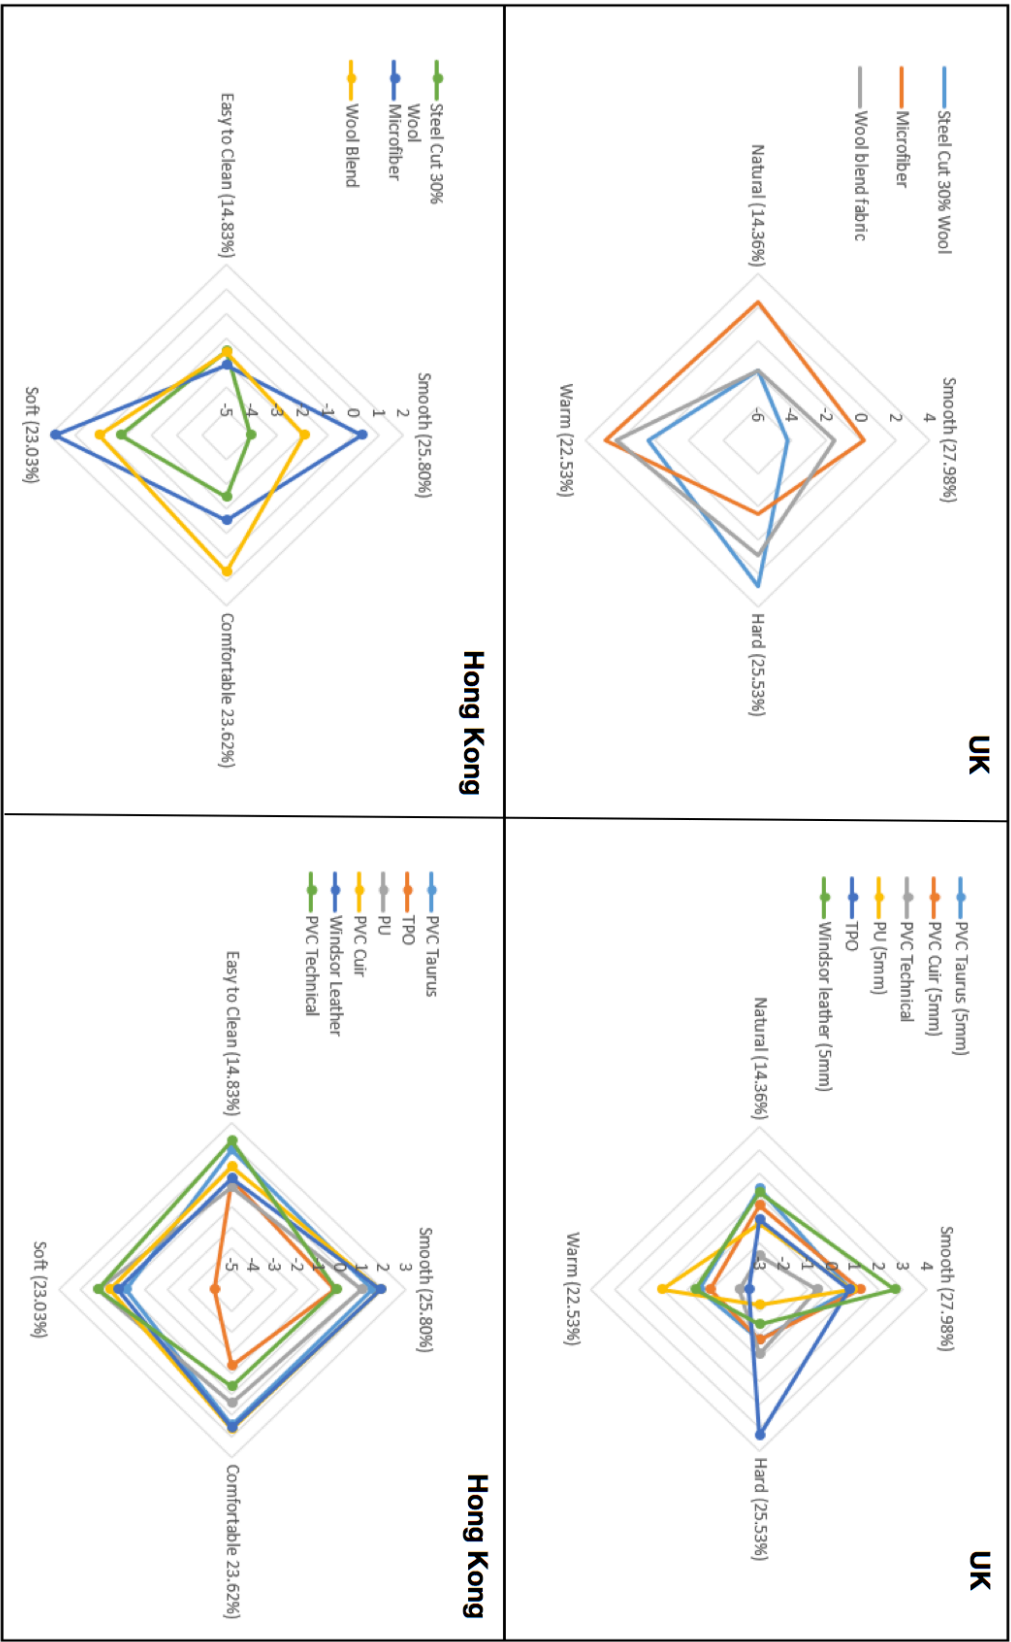 UK
Steel Cut 30% Wool
Microfiber
Wool blend fabric
Smooth (27.98%)
4
2
0
-2
-4
-6
Natural (14.36%)
Hard (25.53%)
Warm (22.53%)
UK
PVC Taurus (5mm)
PVC Cuir (5mm)
PVC Technical
PU (5mm)
TPO
Windsor leather (5mm)
Smooth (27.98%)
4
3
2
1
0
-1
-2
-3
Natural (14.36%)
Hard (25.53%)
Warm (22.53%)
Hong Kong
Steel Cut 30%
Wool
Microfiber
Wool Blend
Smooth (25.80%)
2
1
0
-1
-2
-3
-4
-5
Easy to Clean (14.83%)
Comfortable 23.62%)
Soft (23.03%)
Hong Kong
PVC Taurus
TPO
PU
PVC Cuir
Windsor Leather
PVC Technical
Smooth (25.80%)
3
2
1
0
-1
-2
-3
-4
-5
Easy to Clean (14.83%)
Comfortable 23.62%)
Soft (23.03%)